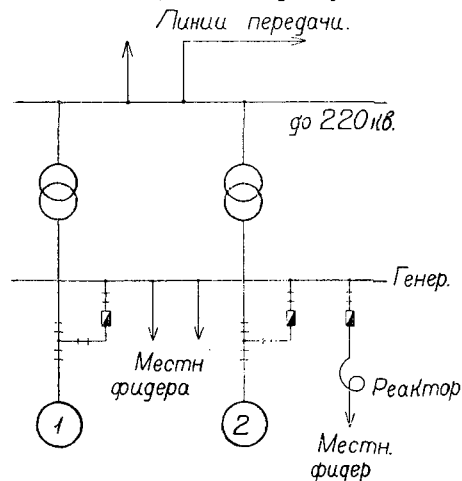 Линии передачи.
до 220 кв.
Генер.
Местн
фидера
Реактор
1
2
Местн.
фидер